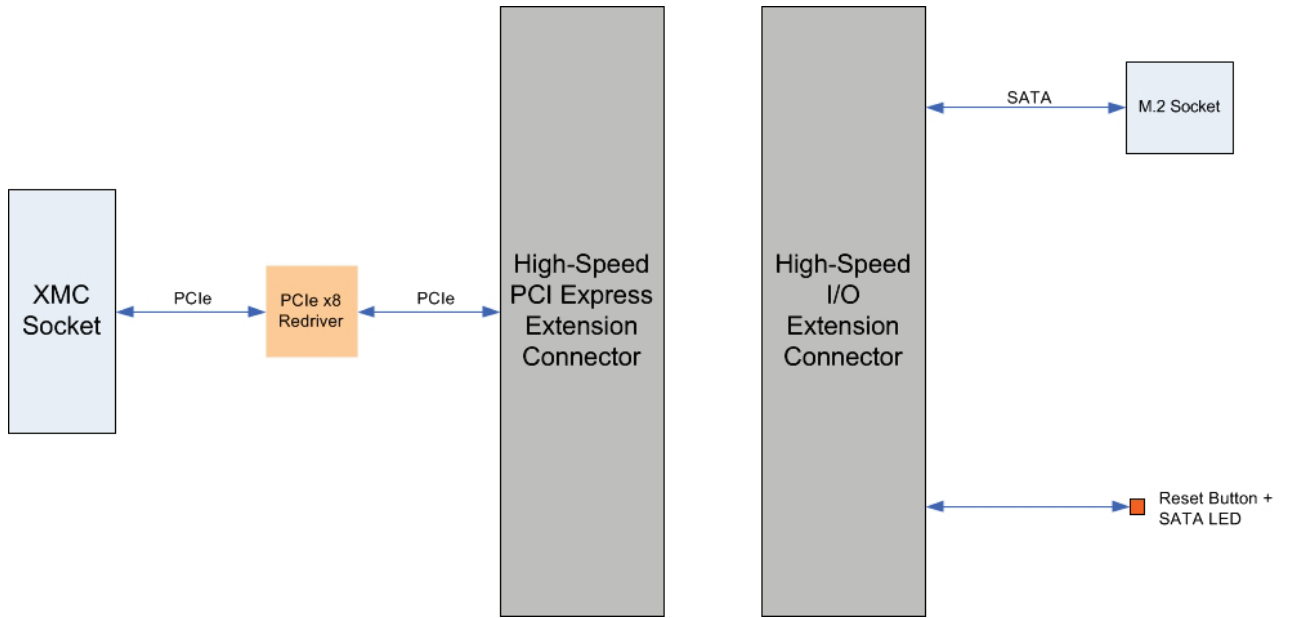 XMC
Socket
PCIe
PCIe x8
Redriver
PCIe
High-Speed
PCI Express
Extension
Connector
High-Speed
I/O
Extension
Connector
SATA
M.2 Socket
Reset Button +
SATA LED